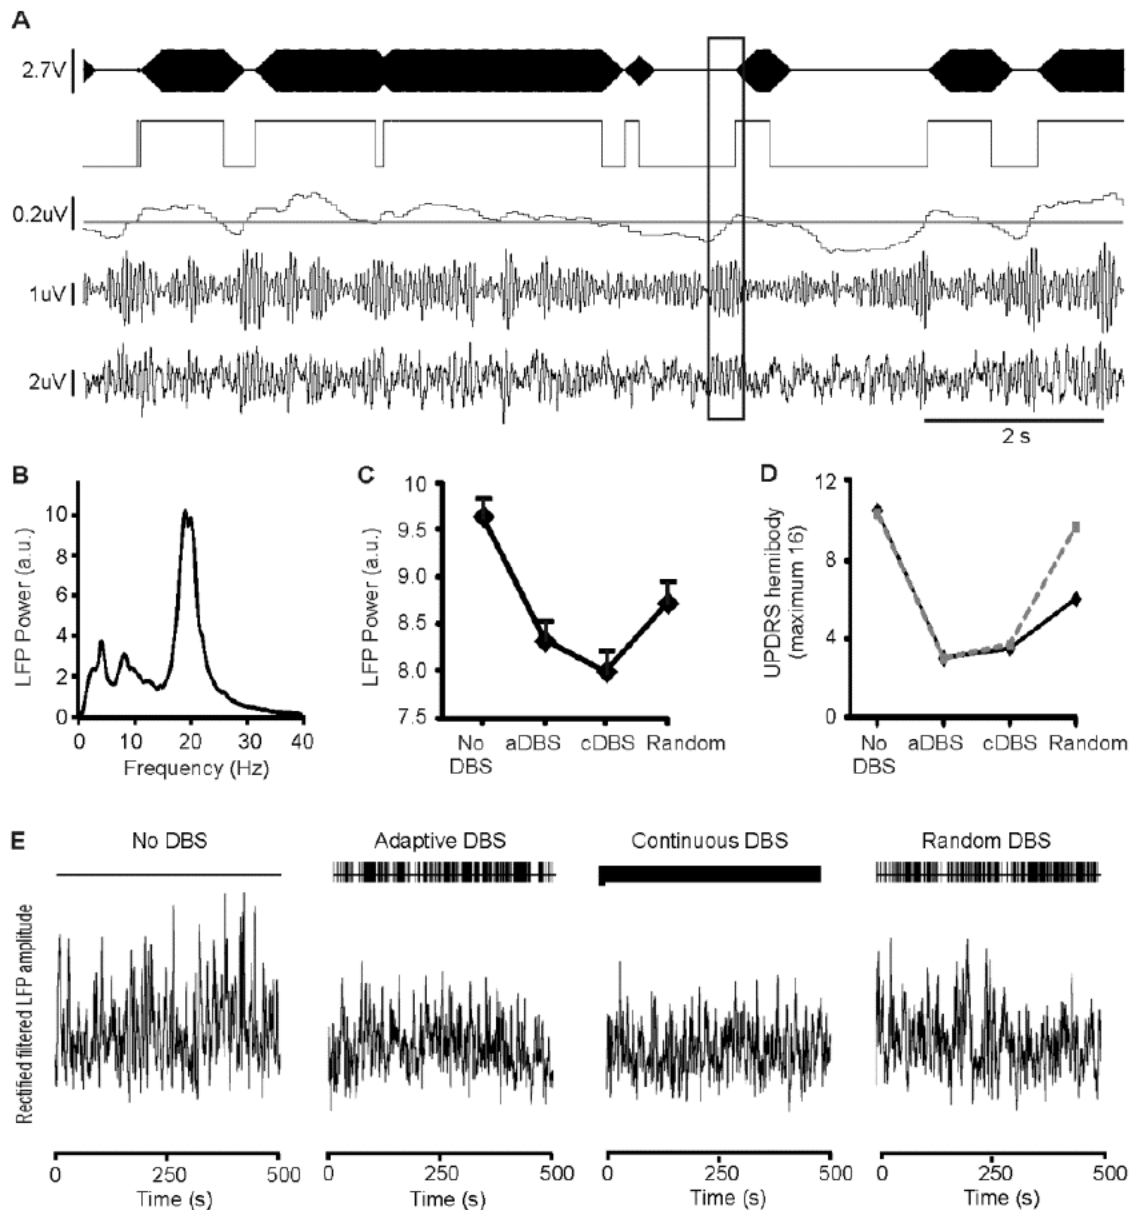 A
2.7V
0.2uV
1uV
2uV
2 s
B
LFP Power (a.u.)
10
8
6
4
2
0
0 10 20 30 40
Frequency (Hz)
C
LFP Power (a.u.)
10
9.5
9.0
8.5
8.0
7.5
No DBS aDBS cDBS Random
D
UPDRS hemibody
(maximum 16)
12
8
4
0
No DBS aDBS cDBS Random
E
No DBS
Adaptive DBS
Continuous DBS
Random DBS
Rectified filtered LFP amplitude
0 250 500
Time (s)
0 250 500
Time (s)
0 250 500
Time (s)
0 250 500
Time (s)